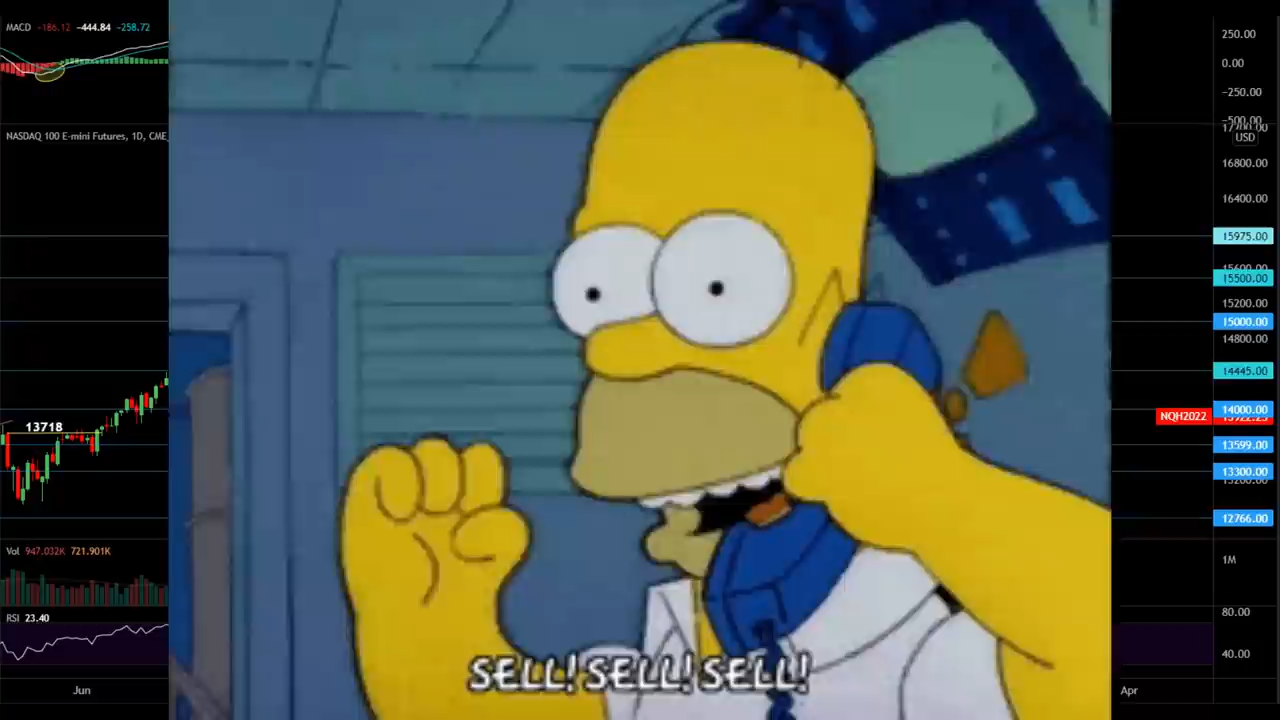 MACD -186.12 -444.84 -258.72
NASDAQ 100 E-mini Futures, 1D, CME
13718
Vol 947.032K 721.901K
RSI 23.40
Jun
SELL! SELL! SELL!
250.00
0.00
-250.00
-500.00
USD
16800.00
16400.00
15975.00
15500.00
15200.00
15000.00
14800.00
14445.00
14000.00
NQH2022
13599.00
13300.00
12766.00
1M
80.00
40.00
Apr